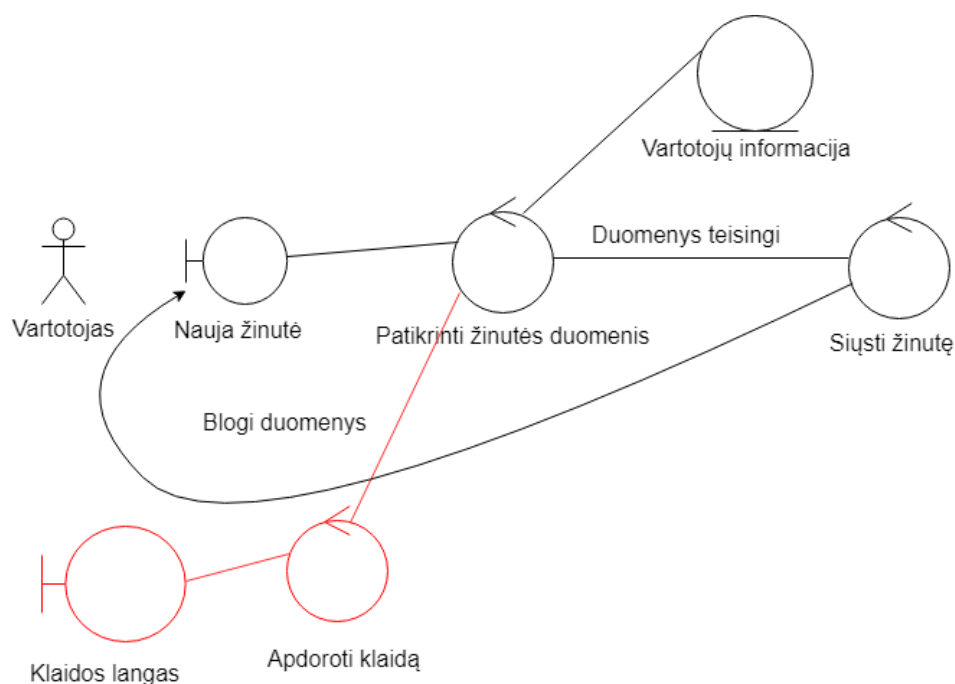 Vartotojų informacija
Duomenys teisingi
Vartotojas
Nauja žinutė
Patikrinti žinutės duomenis
Siųsti žinutę
Blogi duomenys
Klaidos langas
Apdoroti klaidą